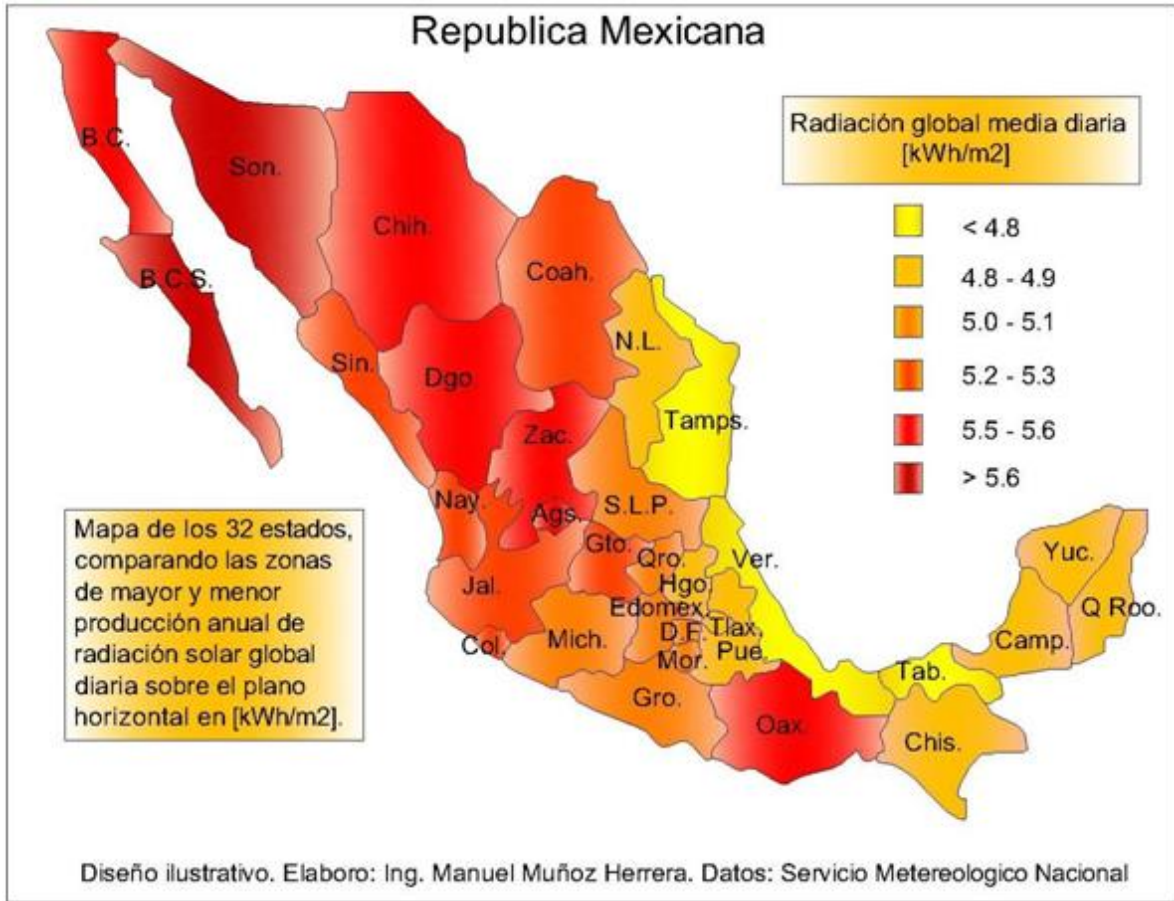 Republica Mexicana
Radiación global media diaria
[kWh/m2]
< 4.8
4.8 - 4.9
5.0 - 5.1
5.2 - 5.3
5.5 - 5.6
> 5.6
B.C.
Son.
Chih.
Coah.
B.C.S.
N.L.
Sin.
Dgo.
Tamps.
Zac.
Nay.
Ags.
S.L.P.
Gto.
Qro.
Ver.
Hgo.
Jal.
Edomex.
Tlax.
D.F.
Col.
Mich.
Pue.
Mor.
Gro.
Oax.
Yuc.
Q Roo.
Camp.
Tab.
Chis.
Mapa de los 32 estados,
comparando las zonas
de mayor y menor
producción anual de
radiación solar global
diaria sobre el plano
horizontal en [kWh/m2].
Diseño ilustrativo. Elaboro: Ing. Manuel Muñoz Herrera. Datos: Servicio Metereologico Nacional